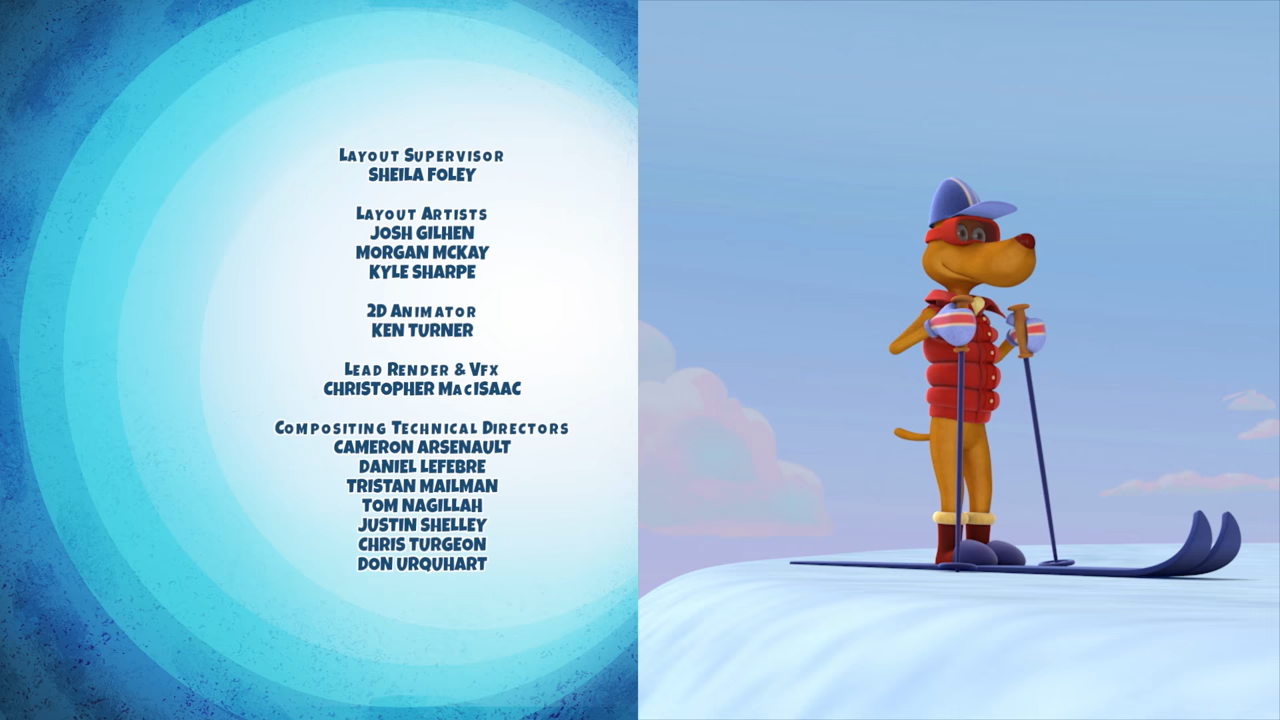 Layout Supervisor
SHEILA FOLEY
Layout Artists
JOSH GILHEN
MORGAN MCKAY
KYLE SHARPE
2D Animator
KEN TURNER
Lead Render & Vfx
CHRISTOPHER MacISAAC
Compositing Technical Directors
CAMERON ARSENAULT
DANIEL LEFEBRE
TRISTAN MAILMAN
TOM NAGILLAH
JUSTIN SHELLEY
CHRIS TURGEON
DON URQUHART